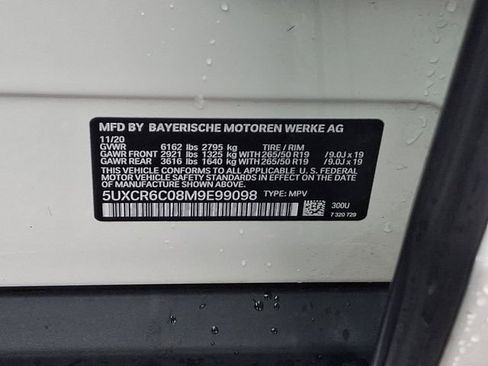 MFD BY BAYERISCHE MOTOREN WERKE AG
11/20
GVWR 6162 lbs 2795 kg TIRE / RIM
GAWR FRONT 2921 lbs 1325 kg WITH 265/50 R19 /9.0J x 19
GAWR REAR 3616 lbs 1640 kg WITH 265/50 R19 /9.0J x 19
THIS VEHICLE CONFORMS TO ALL APPLICABLE U. S. FEDERAL
MOTOR VEHICLE SAFETY STANDARDS IN EFFECT
ON THE DATE OF MANUFACTURE SHOWN ABOVE.
5UXCR6C08M9E99098 TYPE: MPV
300U
7 320 729